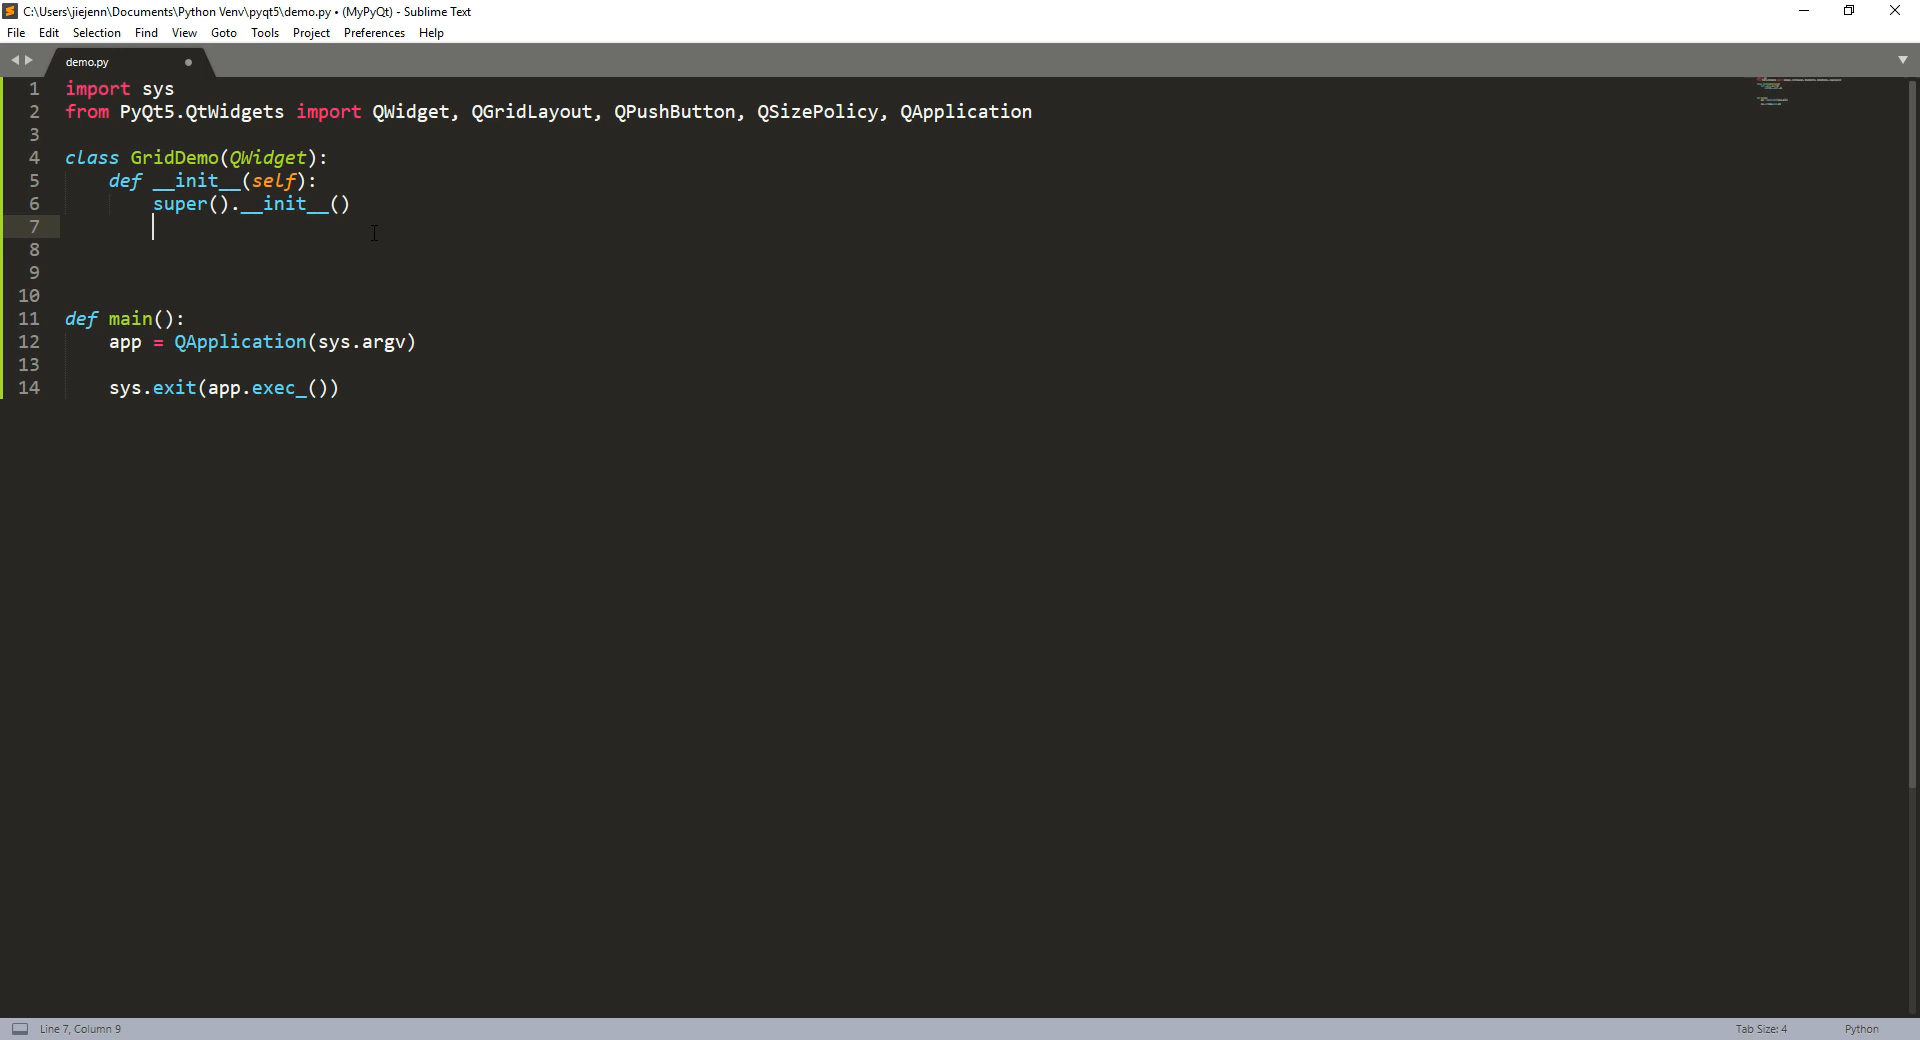 C:\Users\jiejenn\Documents\Python Venv\pyqt5\demo.py • (MyPyQt) - Sublime Text
File Edit Selection Find View Goto Tools Project Preferences Help
demo.py
1 import sys
2 from PyQt5.QtWidgets import QWidget, QGridLayout, QPushButton, QSizePolicy, QApplication
3
4 class GridDemo(QWidget):
5     def __init__(self):
6         super().__init__()
7
8
9
10
11 def main():
12     app = QApplication(sys.argv)
13
14     sys.exit(app.exec_())
Line 7, Column 9 Tab Size: 4 Python